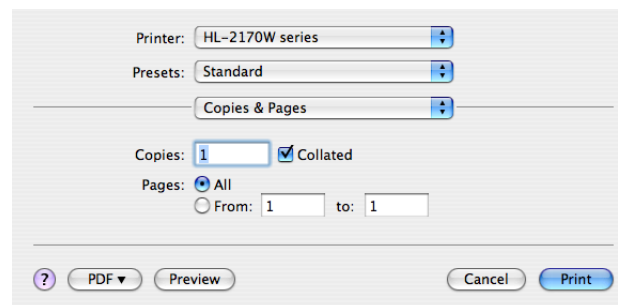 Printer: HL-2170W series
Presets: Standard
Copies & Pages
Copies: 1 Collated
Pages: All
From: 1 to: 1
? PDF ▼ Preview Cancel Print